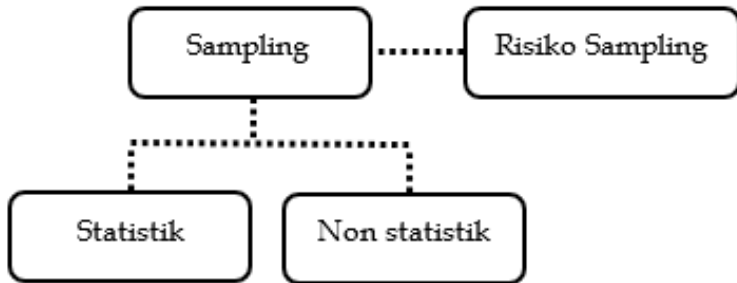 Sampling
Risiko Sampling
Statistik
Non statistik